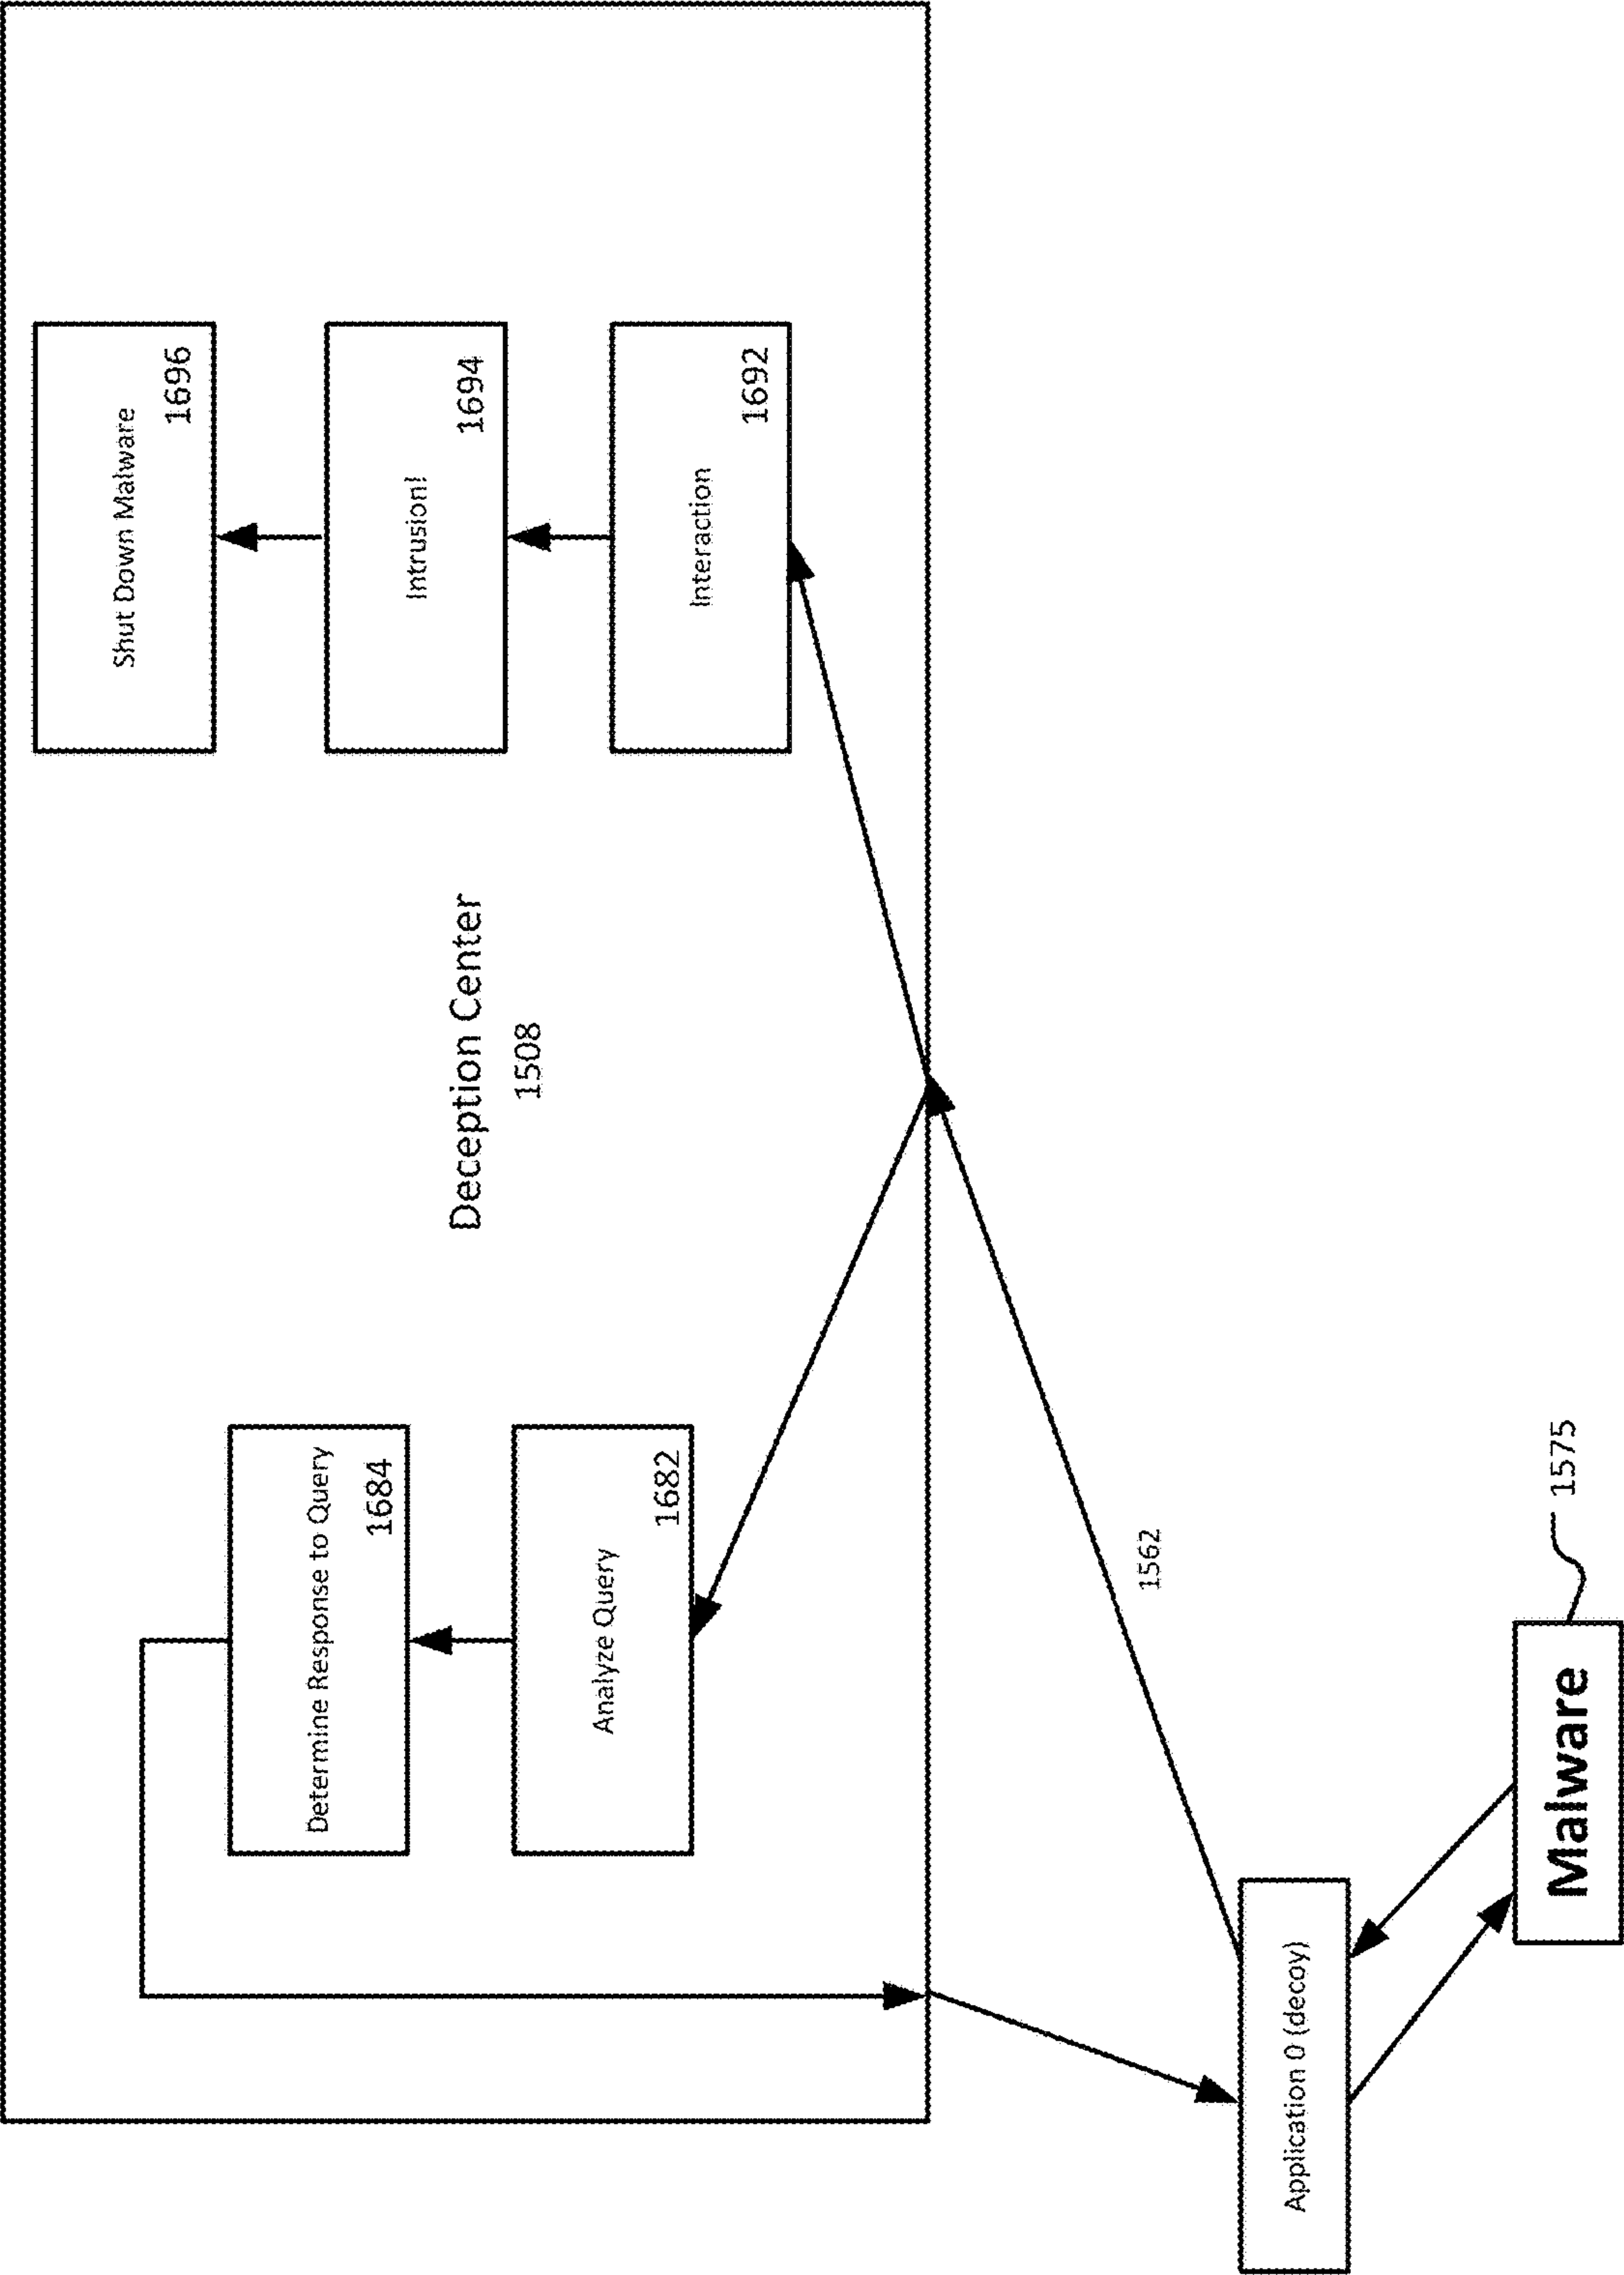 Shut Down Malware
1696
Intrusion!
1694
Interaction
1692
Deception Center
1508
Determine Response to Query
1684
Analyze Query
1682
1562
Application 0 (decoy)
Malware
1575